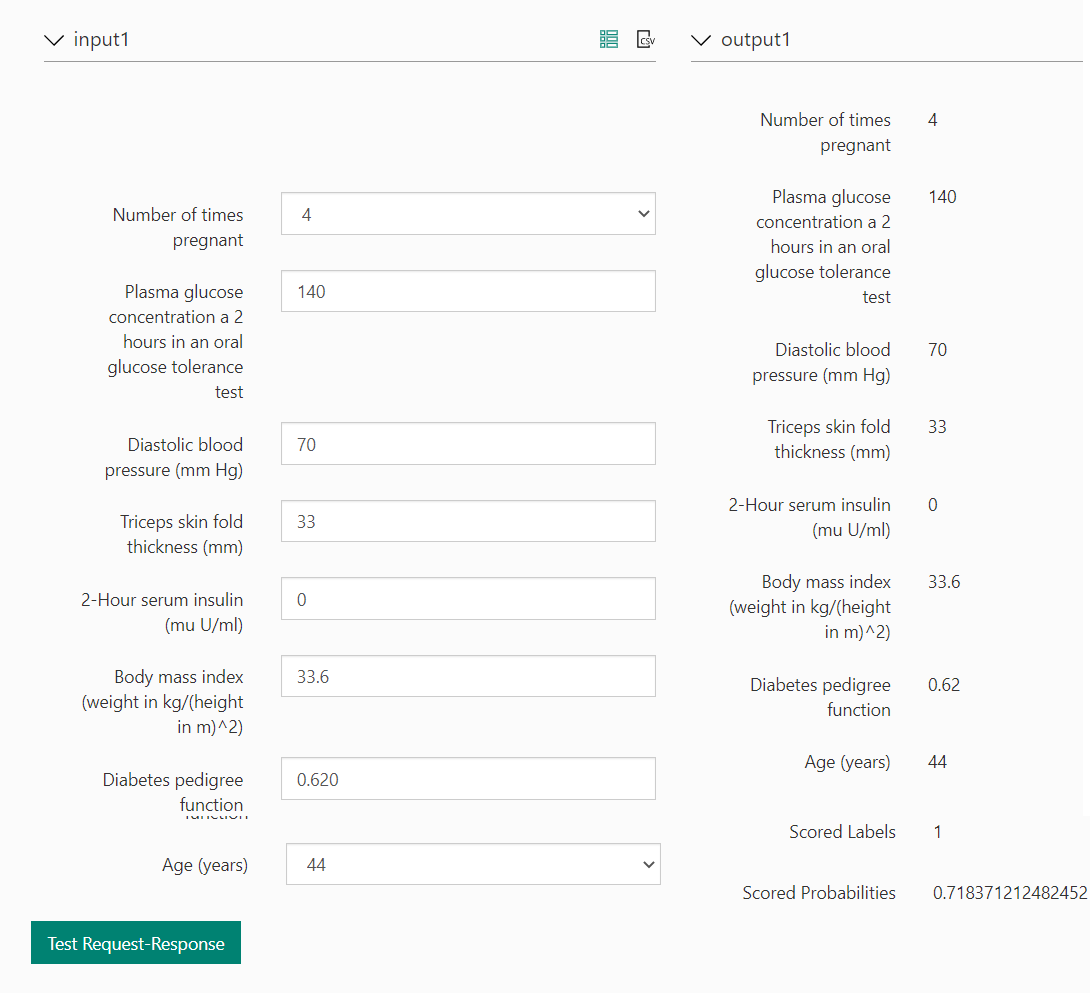 input1
CSV
Number of times
pregnant
4
Plasma glucose
concentration a 2
hours in an oral
glucose tolerance
test
140
Diastolic blood
pressure (mm Hg)
70
Triceps skin fold
thickness (mm)
33
2-Hour serum insulin
(mu U/ml)
0
Body mass index
(weight in kg/(height
in m)^2)
33.6
Diabetes pedigree
function
0.620
function
Age (years)
44
Test Request-Response
output1
Number of times
pregnant
4
Plasma glucose
concentration a 2
hours in an oral
glucose tolerance
test
140
Diastolic blood
pressure (mm Hg)
70
Triceps skin fold
thickness (mm)
33
2-Hour serum insulin
(mu U/ml)
0
Body mass index
(weight in kg/(height
in m)^2)
33.6
Diabetes pedigree
function
0.62
Age (years)
44
Scored Labels
1
Scored Probabilities
0.718371212482452